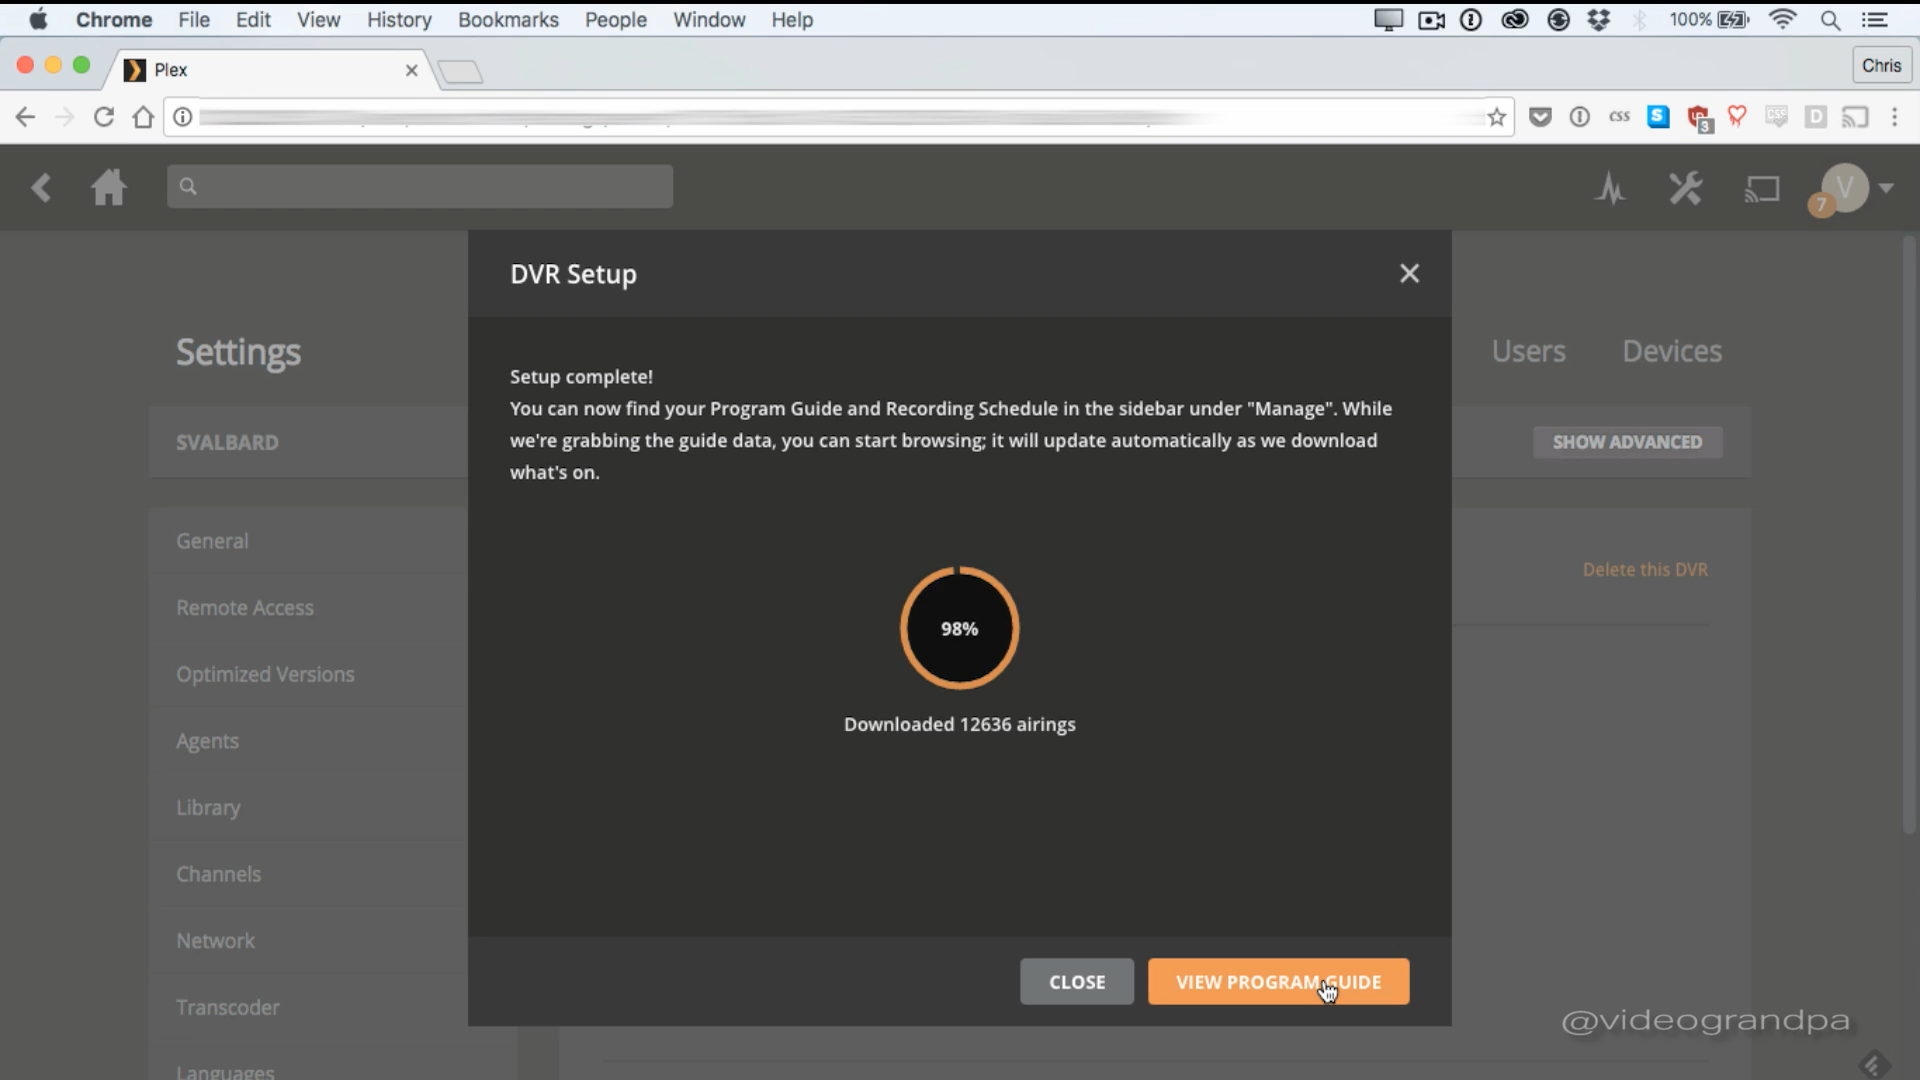 Chrome File Edit View History Bookmarks People Window Help 100%
Plex
Chris
css
S
3
CSS
D
V
7
DVR Setup
Settings
Users Devices
Setup complete!
You can now find your Program Guide and Recording Schedule in the sidebar under "Manage". While
we're grabbing the guide data, you can start browsing; it will update automatically as we download
what's on.
SVALBARD
SHOW ADVANCED
General
Delete this DVR
Remote Access
98%
Optimized Versions
Downloaded 12636 airings
Agents
Library
Channels
Network
CLOSE VIEW PROGRAM GUIDE
Transcoder
@videograndpa
Languages